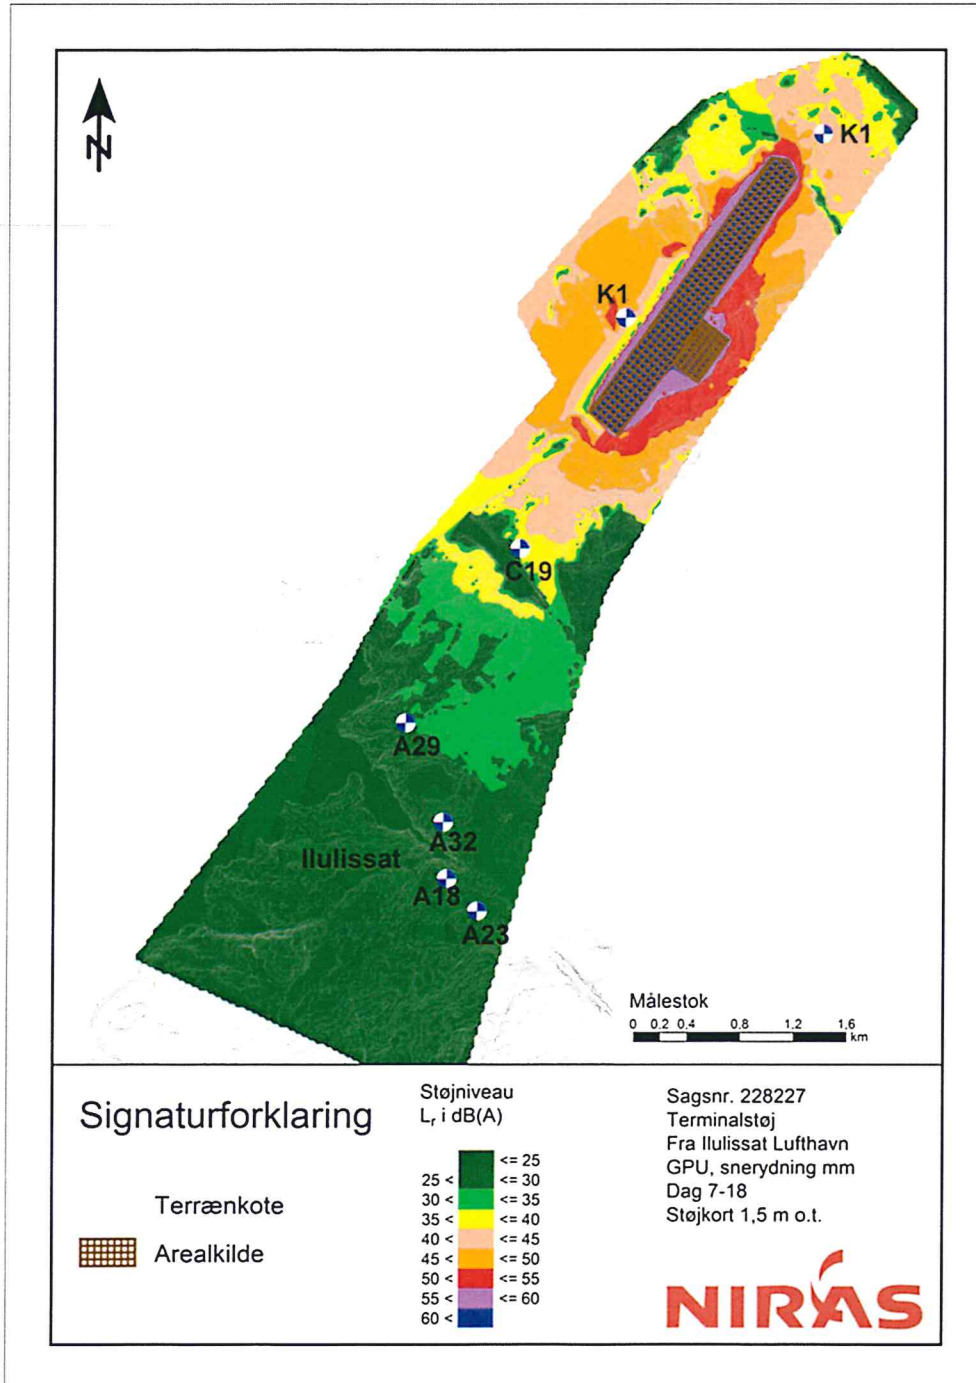 N
K1
K1
C19
A29
A32
Ilulissat
A18
A23
Målestok
0 0.2 0.4 0,8 1,2 1,6
km
Signaturforklaring
Terrænkote
Arealkilde
Støjniveau
Lr i dB(A)
<= 25
25 < <= 30
30 < <= 35
35 < <= 40
40 < <= 45
45 < <= 50
50 < <= 55
55 < <= 60
60 <
Sagsnr. 228227
Terminalstøj
Fra Ilulissat Lufthavn
GPU, snerydning mm
Dag 7-18
Støjkort 1,5 m o.t.
NIRAS